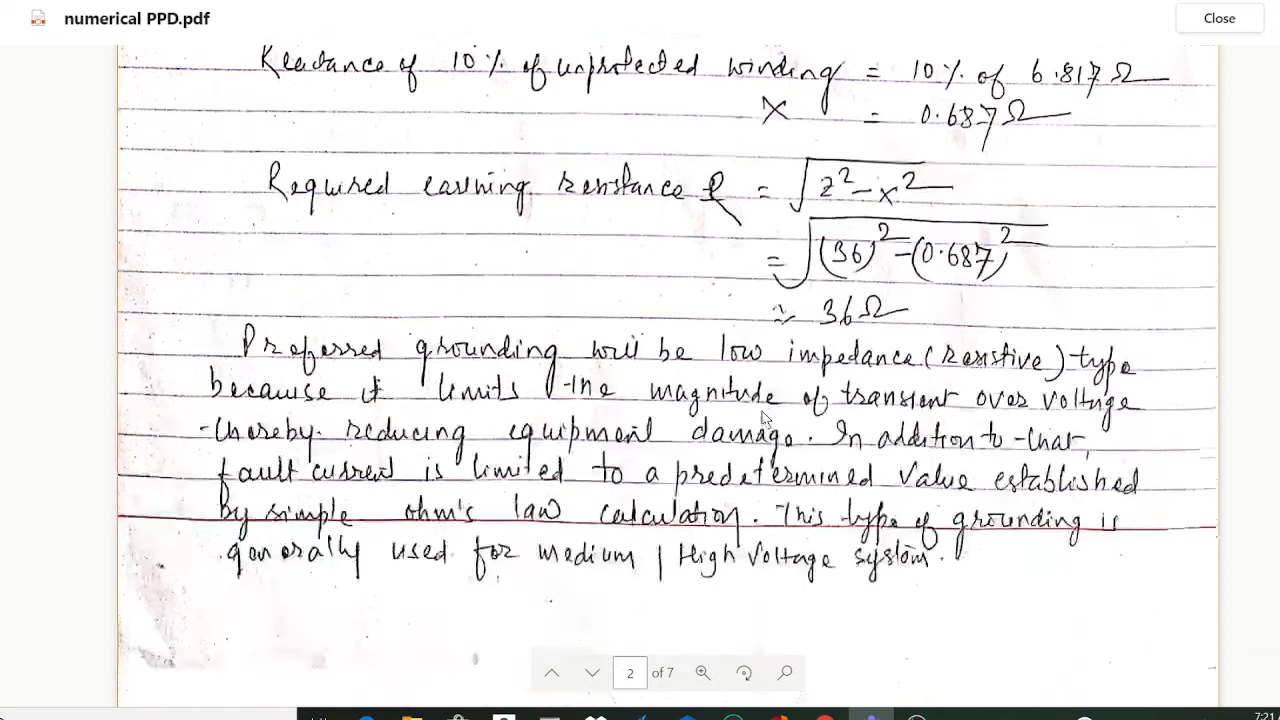 numerical PPD.pdf
Close
Reactance of 10% of unprotected winding = 10% of 6.817 Ω
X = 0.687 Ω
Required earning resistance R = √z² - x²
= √(36)² - (0.687)²
≃ 36 Ω
Preferred grounding will be low impedance (resistive) type
because it limits the magnitude of transient over voltage
thereby reducing equipment damage. In addition to that,
fault current is limited to a predetermined value established
By simple ohm's law calculation. This type of grounding is
generally used for medium / High voltage system.
2 of 7
7:21